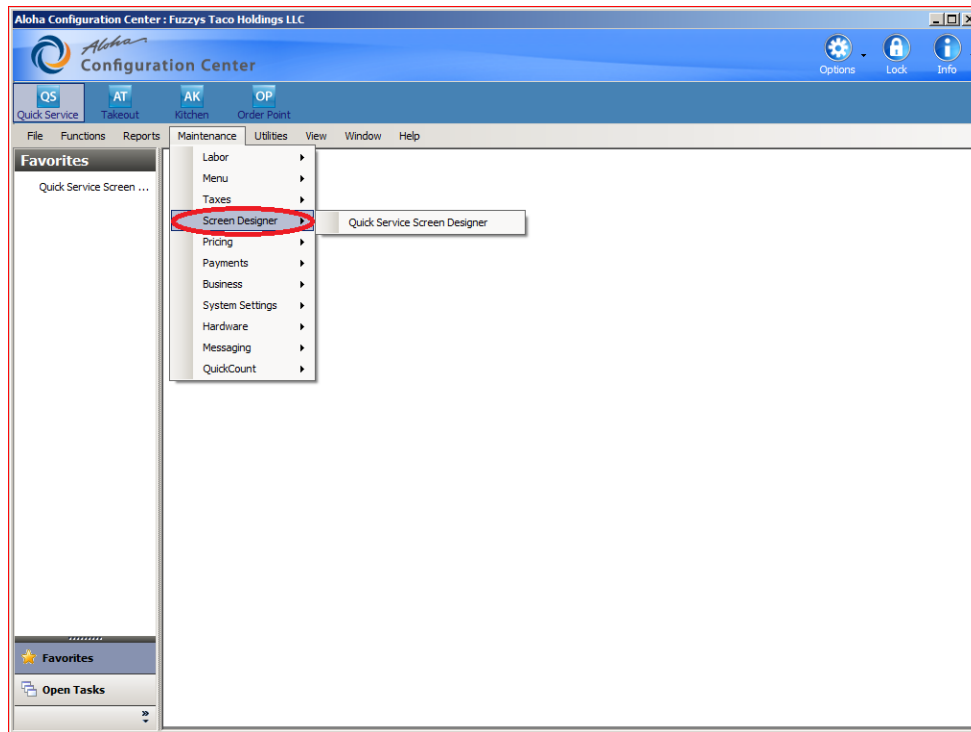 Aloha Configuration Center : Fuzzys Taco Holdings LLC
Aloha
Configuration Center
Options
Lock
Info
QS
AT
AK
OP
Quick Service
Takeout
Kitchen
Order Point
File Functions Reports Maintenance Utilities View Window Help
Favorites
Quick Service Screen ...
Labor
Menu
Taxes
Screen Designer
Quick Service Screen Designer
Pricing
Payments
Business
System Settings
Hardware
Messaging
QuickCount
Favorites
Open Tasks